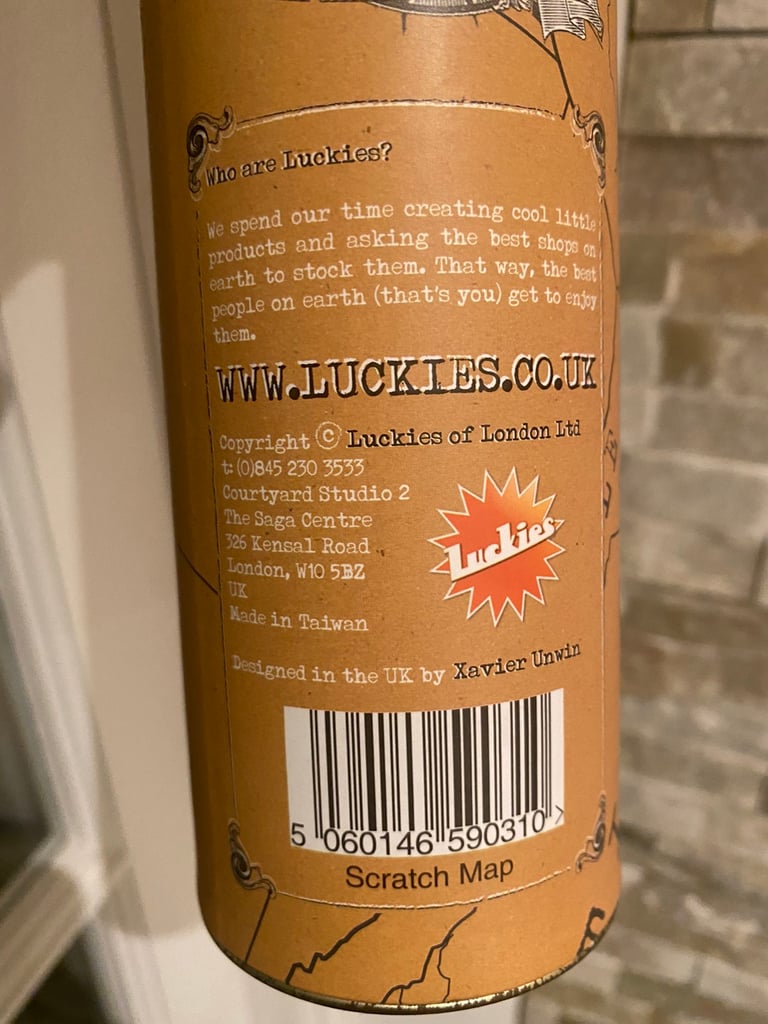 Who are Luckies?
We spend our time creating cool little
products and asking the best shops on
earth to stock them. That way, the best
people on earth (that's you) get to enjoy
them.
WWW.LUCKIES.CO.UK
Copyright © Luckies of London Ltd
t: (0)845 230 3533
Courtyard Studio 2
The Saga Centre
326 Kensal Road
London, W10 5BZ
UK
Made in Taiwan
Luckies
Designed in the UK by Xavier Unwin
5 060146 590310 >
Scratch Map